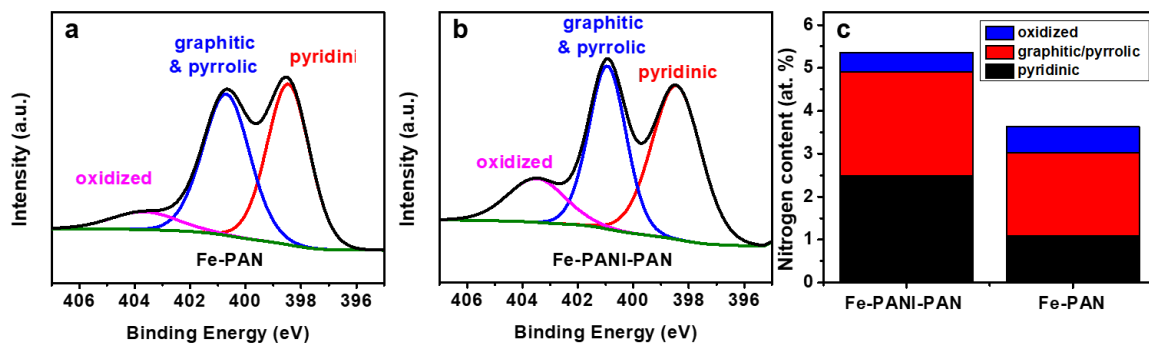 a
graphitic
& pyrrolic
pyridini
oxidized
Fe-PAN
406 404 402 400 398 396
Binding Energy (eV)
Intensity (a.u.)
b
graphitic
& pyrrolic
pyridinic
oxidized
Fe-PANI-PAN
406 404 402 400 398 396
Binding Energy (eV)
Intensity (a.u.)
c
oxidized
graphitic/pyrrolic
pyridinic
6
5
4
3
2
1
0
Nitrogen content (at. %)
Fe-PANI-PAN Fe-PAN